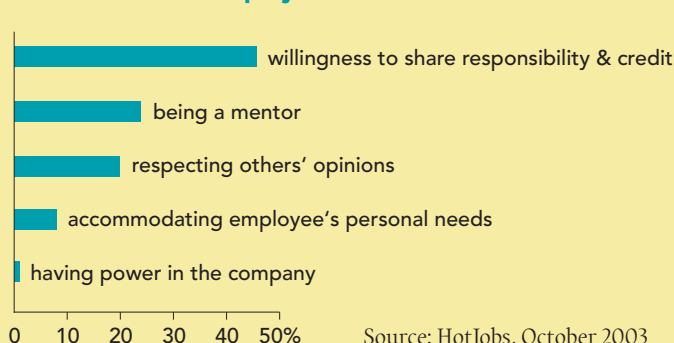 willingness to share responsibility & credit
being a mentor
respecting others‘ opinions
accommodating employee‘s personal needs
having power in the company
0 10 20 30 40 50%
Source: HotJobs, October 2003